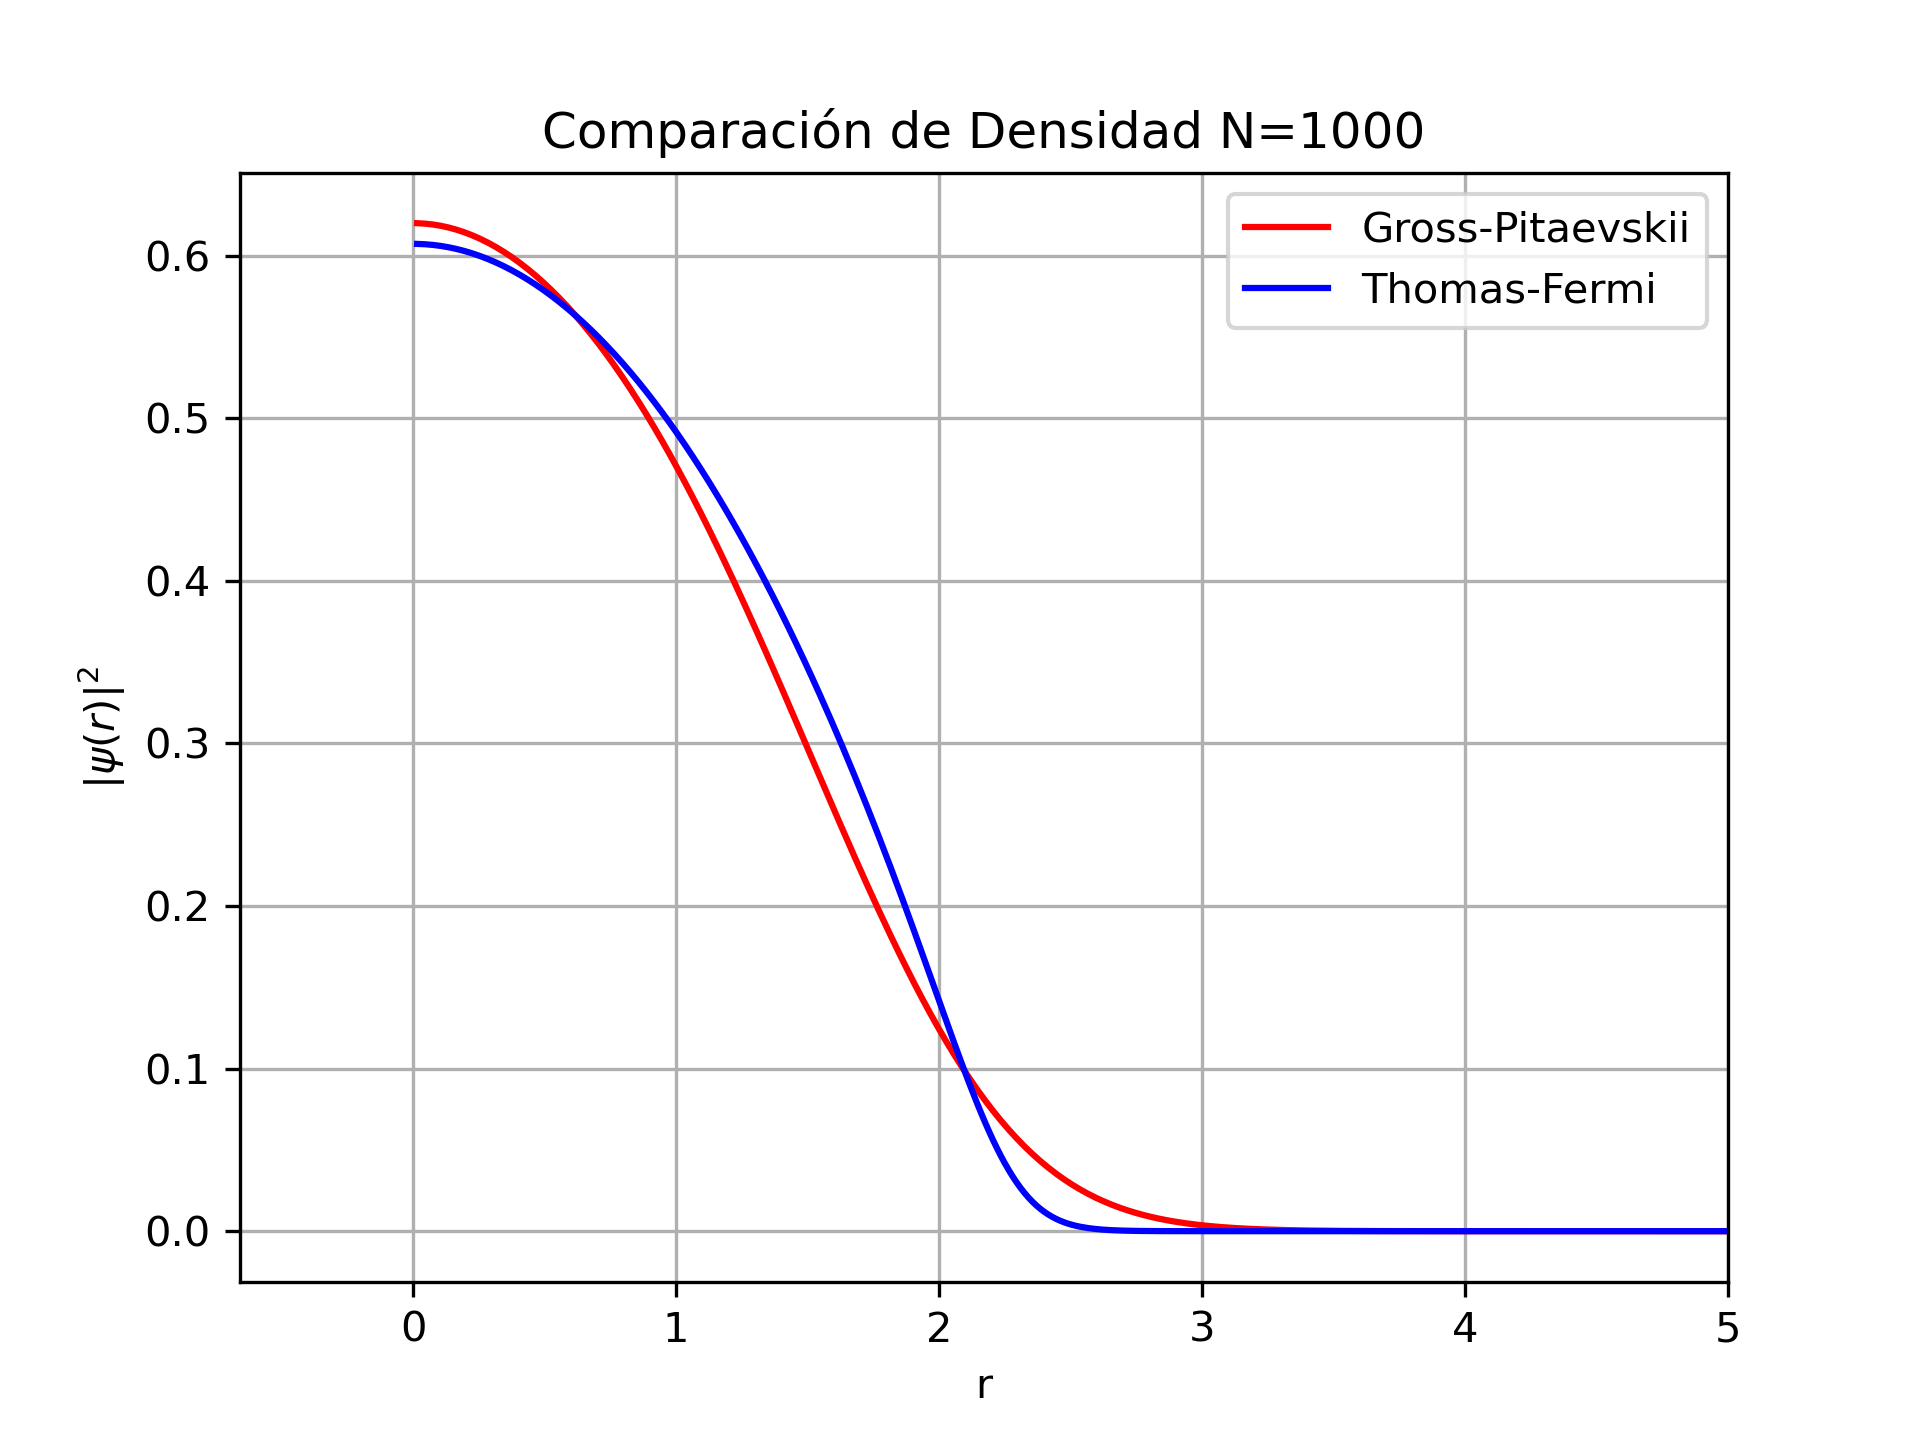 Comparación de Densidad N=1000
Gross-Pitaevskii
Thomas-Fermi
|ψ(r)|²
0.6
0.5
0.4
0.3
0.2
0.1
0.0
0 1 2 3 4 5
r